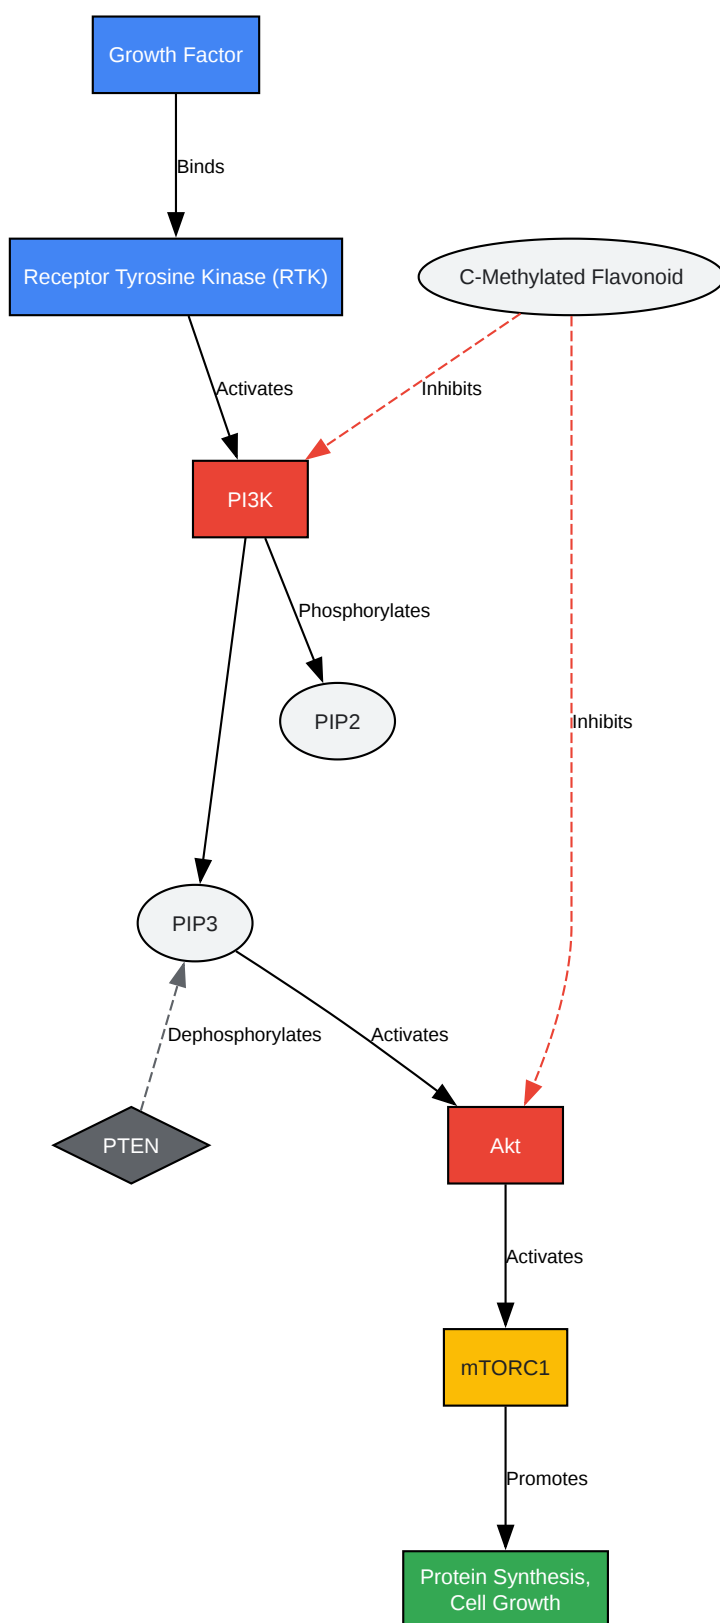 Growth Factor
Binds
Receptor Tyrosine Kinase (RTK)
C-Methylated Flavonoid
Activates
Inhibits
PI3K
Phosphorylates
PIP2
Inhibits
PIP3
Dephosphorylates
Activates
PTEN
Akt
Activates
mTORC1
Promotes
Protein Synthesis,
Cell Growth